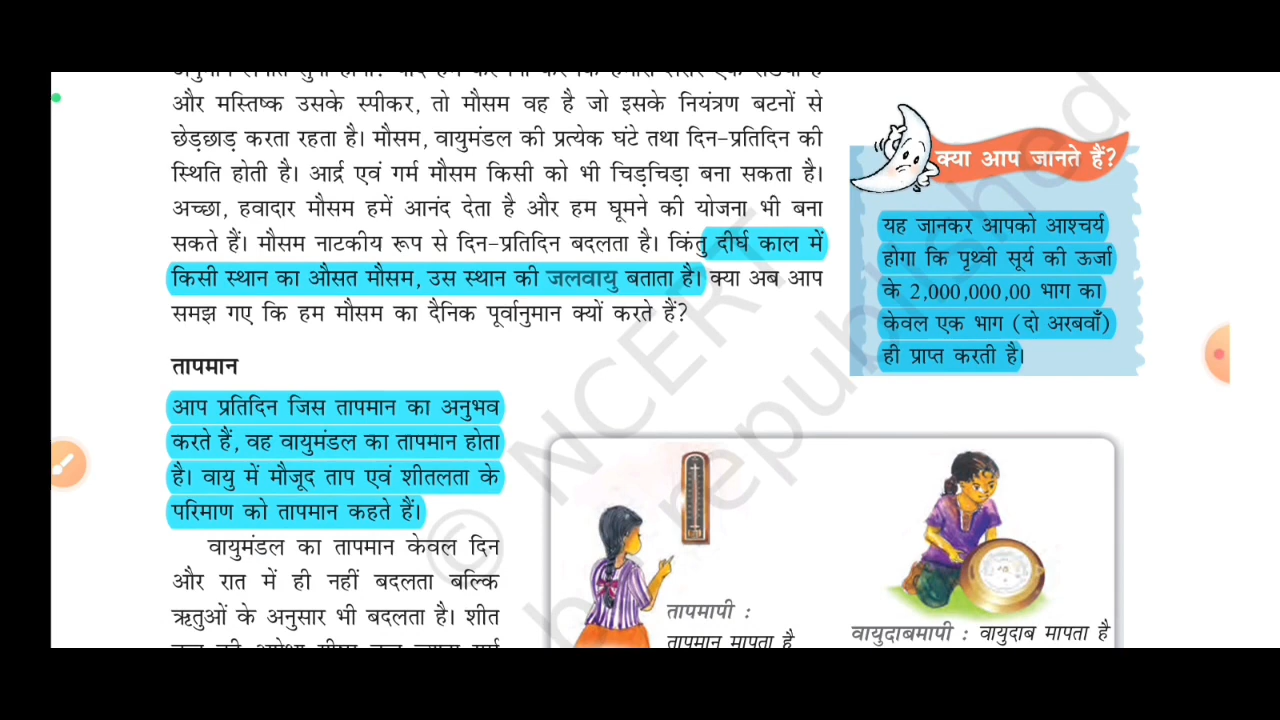 और मस्तिष्क उसके स्पीकर, तो मौसम वह है जो इसके नियंत्रण बटनों से
छेड़छाड़ करता रहता है। मौसम, वायुमंडल की प्रत्येक घंटे तथा दिन-प्रतिदिन की
स्थिति होती है। आर्द्र एवं गर्म मौसम किसी को भी चिड़चिड़ा बना सकता है।
अच्छा, हवादार मौसम हमें आनंद देता है और हम घूमने की योजना भी बना
सकते हैं। मौसम नाटकीय रूप से दिन-प्रतिदिन बदलता है। किंतु दीर्घ काल में
किसी स्थान का औसत मौसम, उस स्थान की जलवायु बताता है। क्या अब आप
समझ गए कि हम मौसम का दैनिक पूर्वानुमान क्यों करते हैं?
क्या आप जानते हैं?
यह जानकर आपको आश्चर्य
होगा कि पृथ्वी सूर्य की ऊर्जा
के 2,000,000,00 भाग का
केवल एक भाग (दो अरबवाँ)
ही प्राप्त करती है।
तापमान
आप प्रतिदिन जिस तापमान का अनुभव
करते हैं, वह वायुमंडल का तापमान होता
है। वायु में मौजूद ताप एवं शीतलता के
परिमाण को तापमान कहते हैं।
वायुमंडल का तापमान केवल दिन
और रात में ही नहीं बदलता बल्कि
ऋतुओं के अनुसार भी बदलता है। शीत
तापमापी :
तापमान मापता है
वायुदाबमापी : वायुदाब मापता है
© NCERT
republished